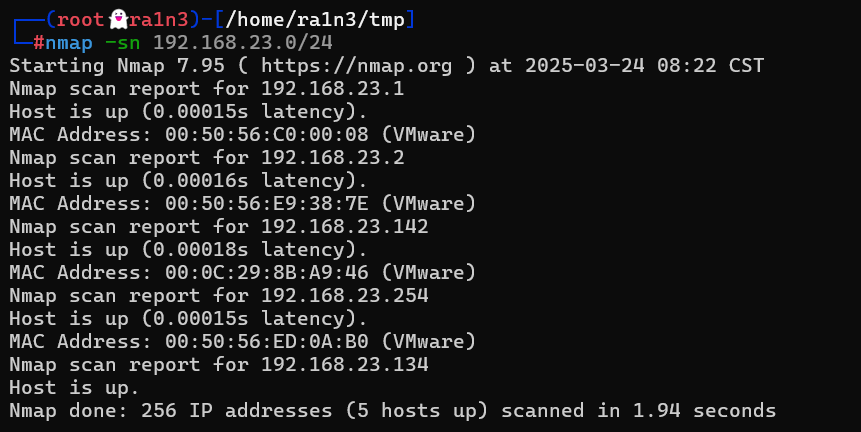 ┌──(root👻ra1n3)-[/home/ra1n3/tmp]
└─#nmap -sn 192.168.23.0/24
Starting Nmap 7.95 ( https://nmap.org ) at 2025-03-24 08:22 CST
Nmap scan report for 192.168.23.1
Host is up (0.00015s latency).
MAC Address: 00:50:56:C0:00:08 (VMware)
Nmap scan report for 192.168.23.2
Host is up (0.00016s latency).
MAC Address: 00:50:56:E9:38:7E (VMware)
Nmap scan report for 192.168.23.142
Host is up (0.00018s latency).
MAC Address: 00:0C:29:8B:A9:46 (VMware)
Nmap scan report for 192.168.23.254
Host is up (0.00015s latency).
MAC Address: 00:50:56:ED:0A:B0 (VMware)
Nmap scan report for 192.168.23.134
Host is up.
Nmap done: 256 IP addresses (5 hosts up) scanned in 1.94 seconds